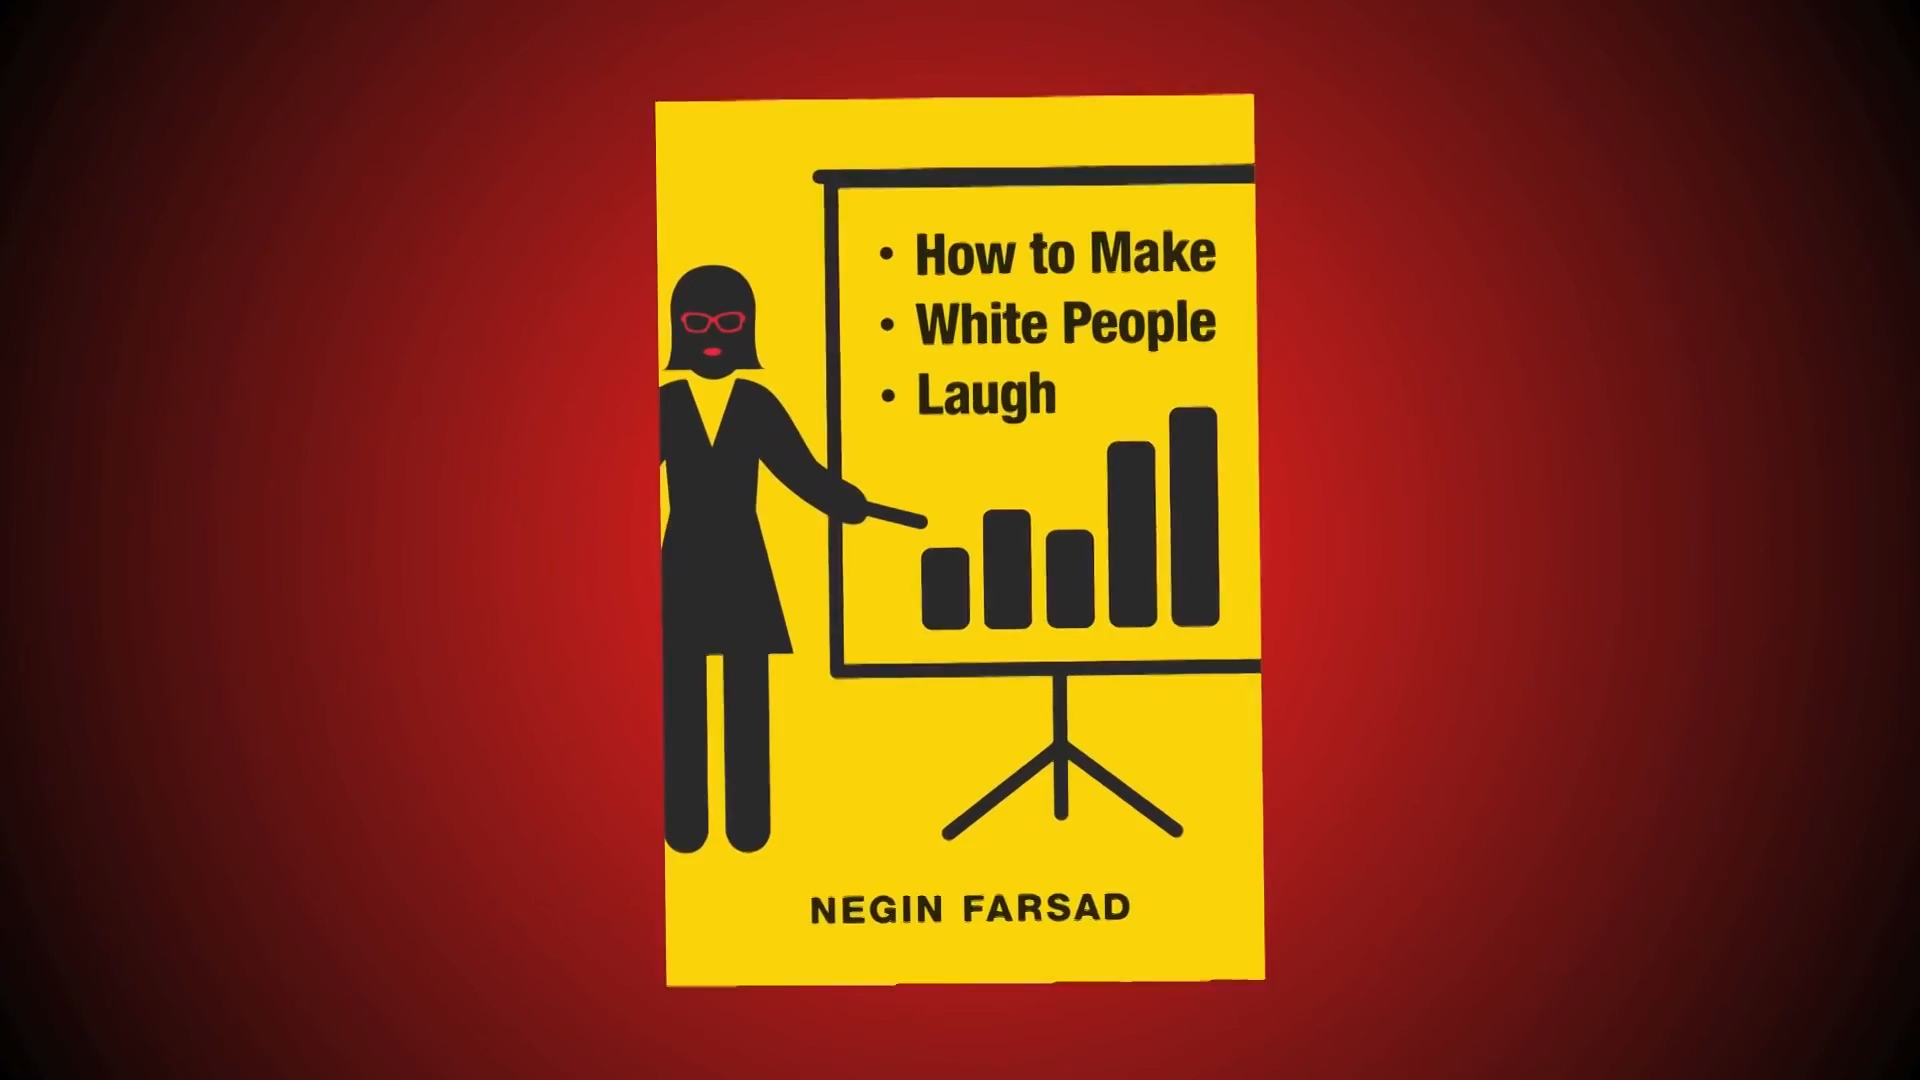 • How to Make
• White People
• Laugh
NEGIN FARSAD